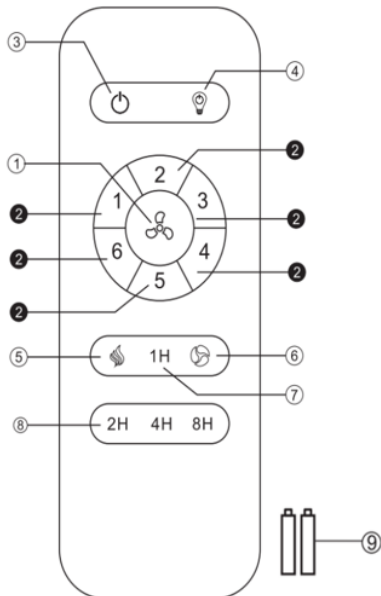 ③ ④
① 2 ❷
❷ 1 3 ❷
❷ 6 4 ❷
❷ 5
⑤ 1H ⑥
⑦
⑧ 2H 4H 8H
⑨